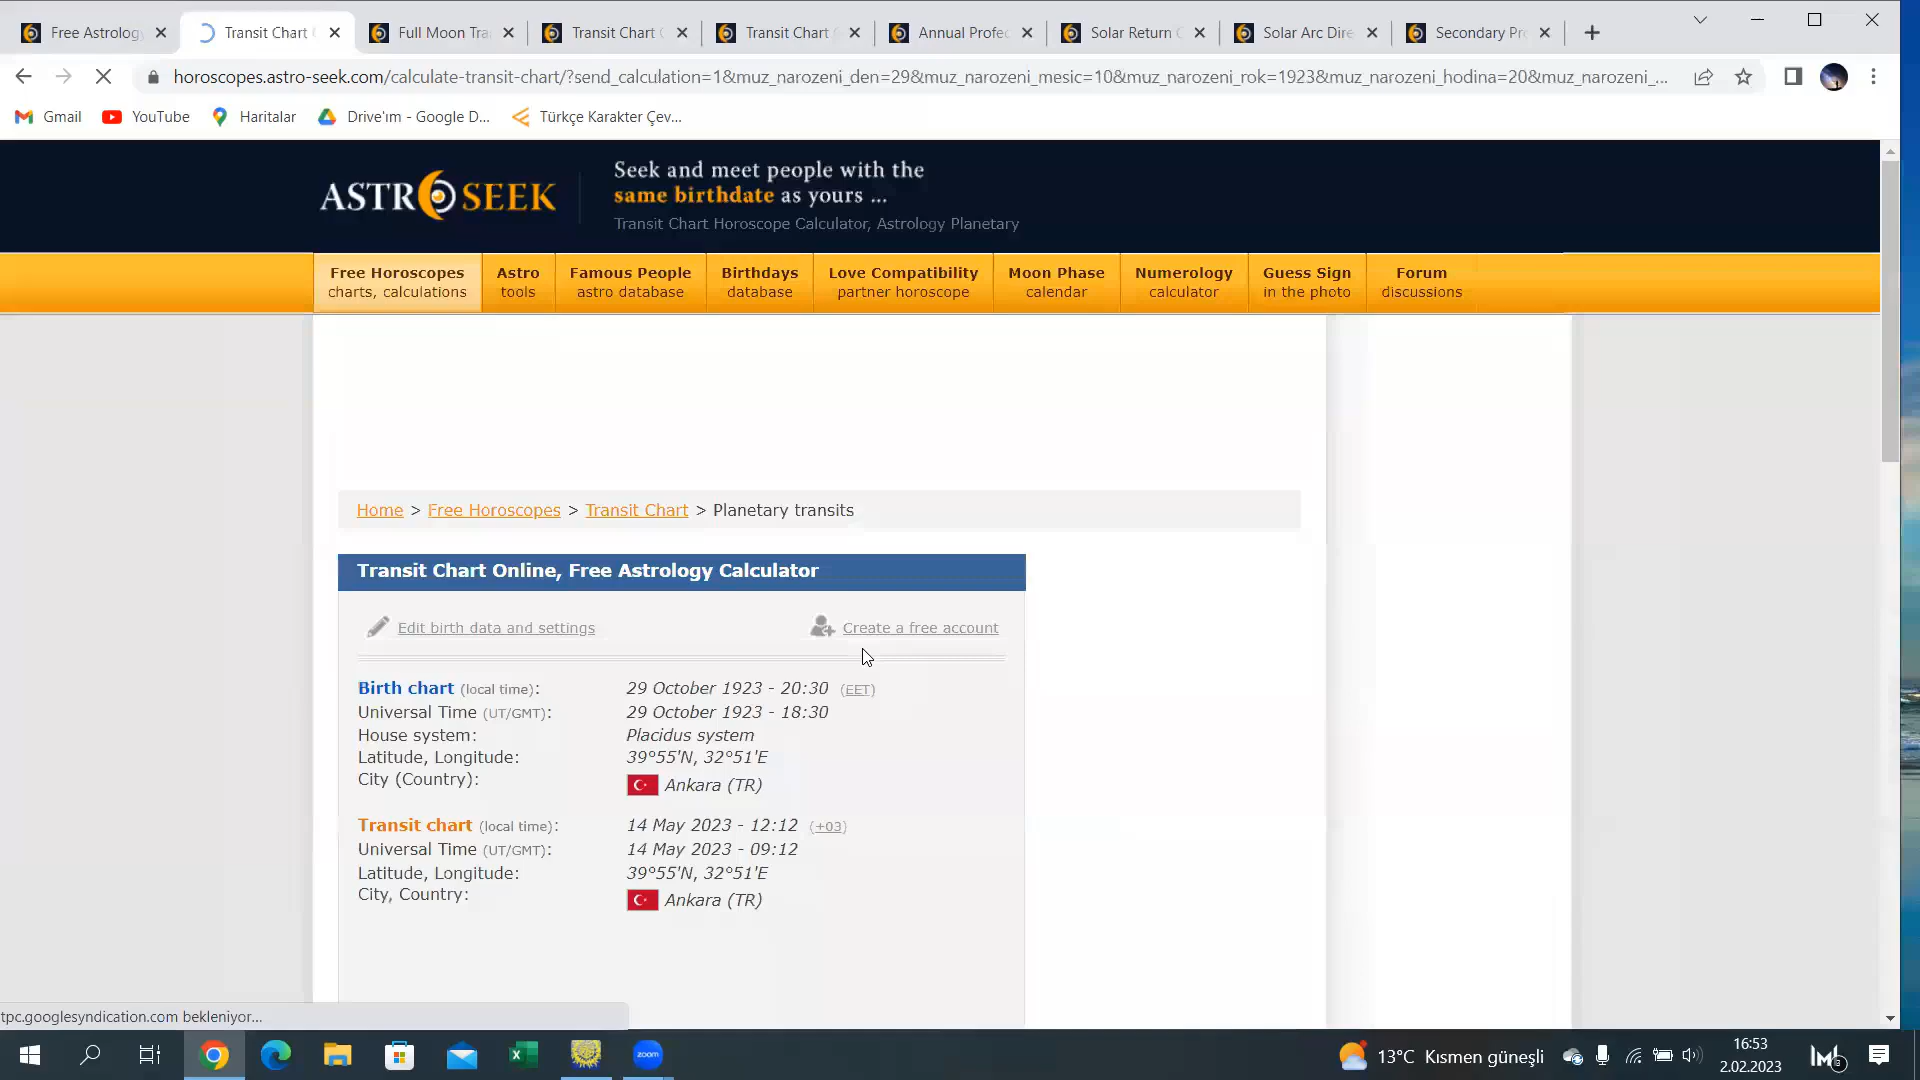 Free Astrology
Transit Chart
Full Moon Tra
Transit Chart
Transit Chart
Annual Profec
Solar Return
Solar Arc Dire
Secondary Pr
horoscopes.astro-seek.com/calculate-transit-chart/?send_calculation=1&muz_narozeni_den=29&muz_narozeni_mesic=10&muz_narozeni_rok=1923&muz_narozeni_hodina=20&muz_narozeni_...
Gmail
YouTube
Haritalar
Drive'ım - Google D...
Türkçe Karakter Çev...
ASTRO SEEK
Seek and meet people with the
same birthdate as yours ...
Transit Chart Horoscope Calculator, Astrology Planetary
Free Horoscopes
charts, calculations
Astro
tools
Famous People
astro database
Birthdays
database
Love Compatibility
partner horoscope
Moon Phase
calendar
Numerology
calculator
Guess Sign
in the photo
Forum
discussions
Home > Free Horoscopes > Transit Chart > Planetary transits
Transit Chart Online, Free Astrology Calculator
Edit birth data and settings
Create a free account
Birth chart (local time): 29 October 1923 - 20:30 (EET)
Universal Time (UT/GMT): 29 October 1923 - 18:30
House system: Placidus system
Latitude, Longitude: 39°55'N, 32°51'E
City (Country): Ankara (TR)
Transit chart (local time): 14 May 2023 - 12:12 (+03)
Universal Time (UT/GMT): 14 May 2023 - 09:12
Latitude, Longitude: 39°55'N, 32°51'E
City, Country: Ankara (TR)
tpc.googlesyndication.com bekleniyor...
zoom
13°C Kısmen güneşli
16:53
2.02.2023
3